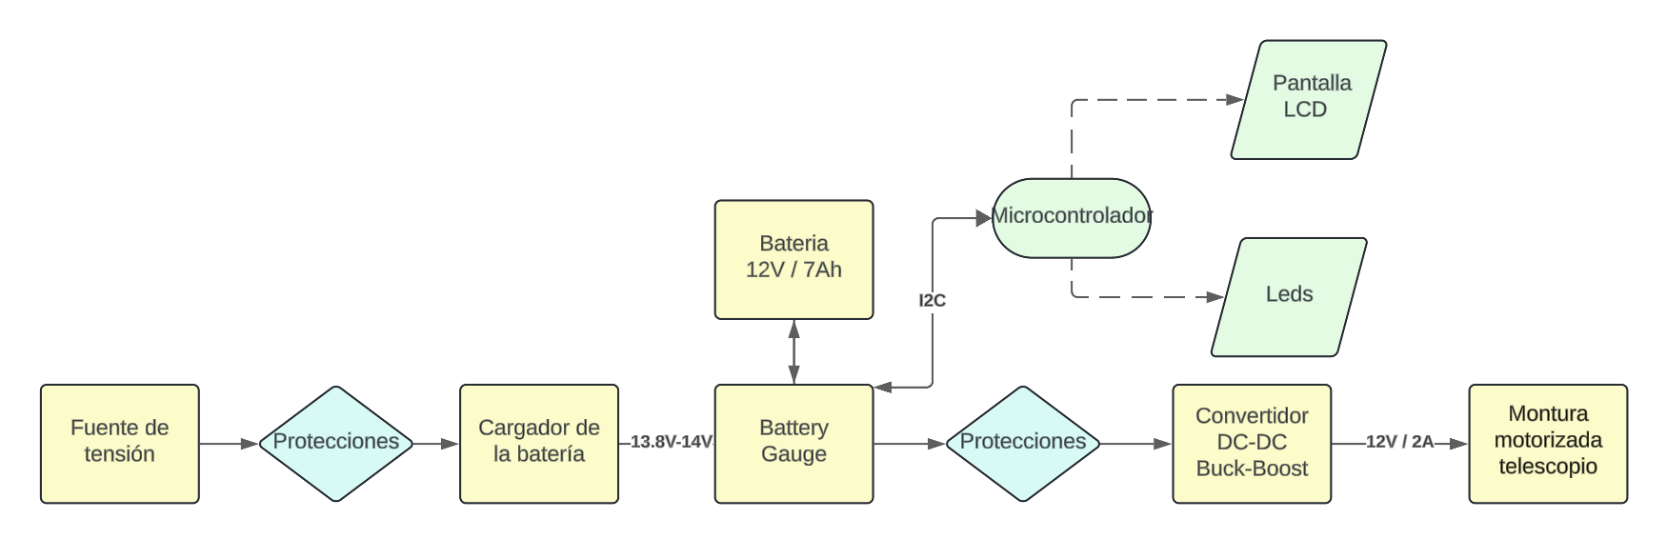 Pantalla
LCD
Microcontrolador
Bateria
12V / 7Ah
Leds
I2C
Fuente de
tensión
Protecciones
Cargador de
la batería
13.8V-14V
Battery
Gauge
Protecciones
Convertidor
DC-DC
Buck-Boost
12V / 2A
Montura
motorizada
telescopio